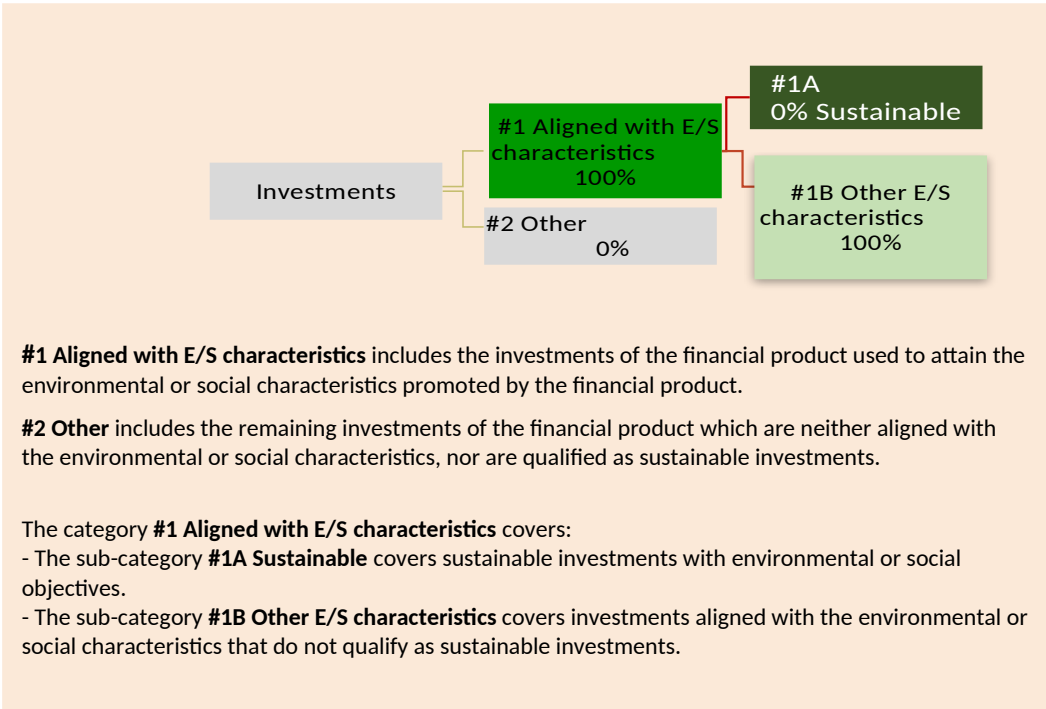 #1A
0% Sustainable
#1 Aligned with E/S
characteristics
100%
Investments
#1B Other E/S
characteristics
100%
#2 Other
0%
#1 Aligned with E/S characteristics includes the investments of the financial product used to attain the
environmental or social characteristics promoted by the financial product.
#2 Other includes the remaining investments of the financial product which are neither aligned with
the environmental or social characteristics, nor are qualified as sustainable investments.
The category #1 Aligned with E/S characteristics covers:
- The sub-category #1A Sustainable covers sustainable investments with environmental or social
objectives.
- The sub-category #1B Other E/S characteristics covers investments aligned with the environmental or
social characteristics that do not qualify as sustainable investments.